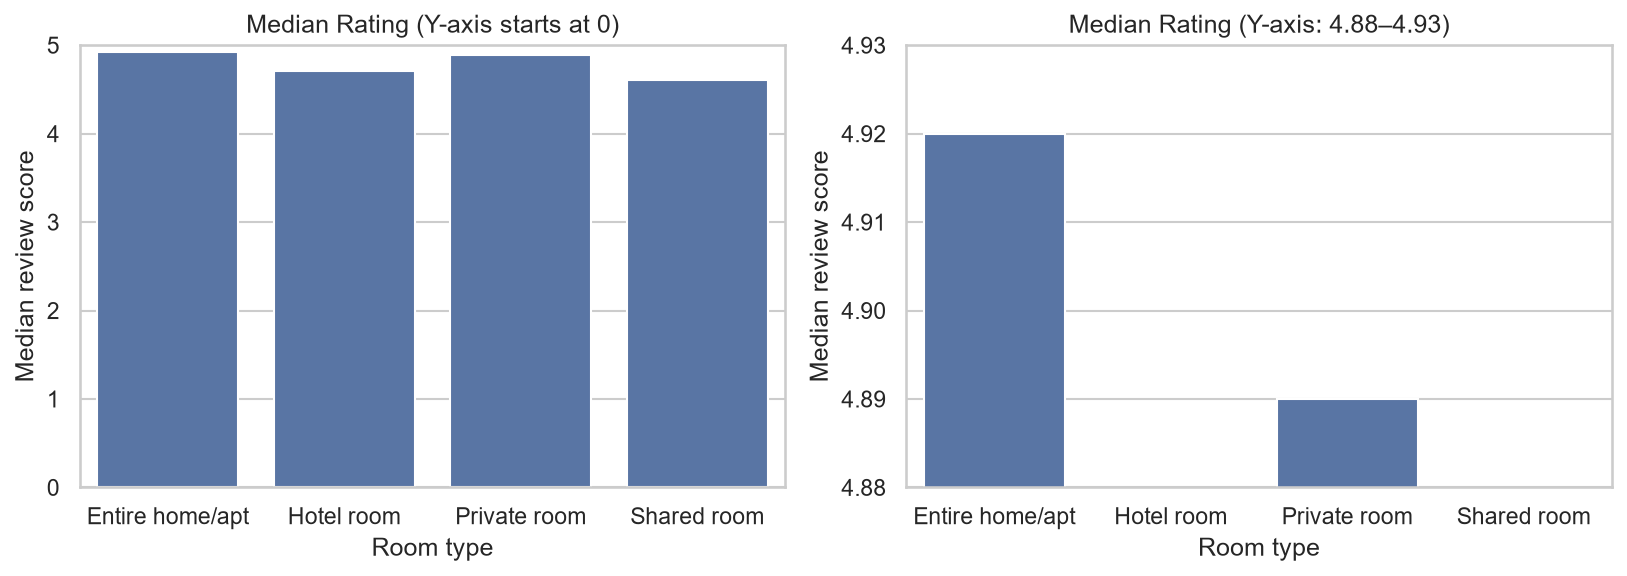 Median Rating (Y-axis starts at 0)
5
4
3
2
1
0
Median review score
Entire home/apt Hotel room Private room Shared room
Room type
Median Rating (Y-axis: 4.88–4.93)
4.93
4.92
4.91
4.90
4.89
4.88
Median review score
Entire home/apt Hotel room Private room Shared room
Room type